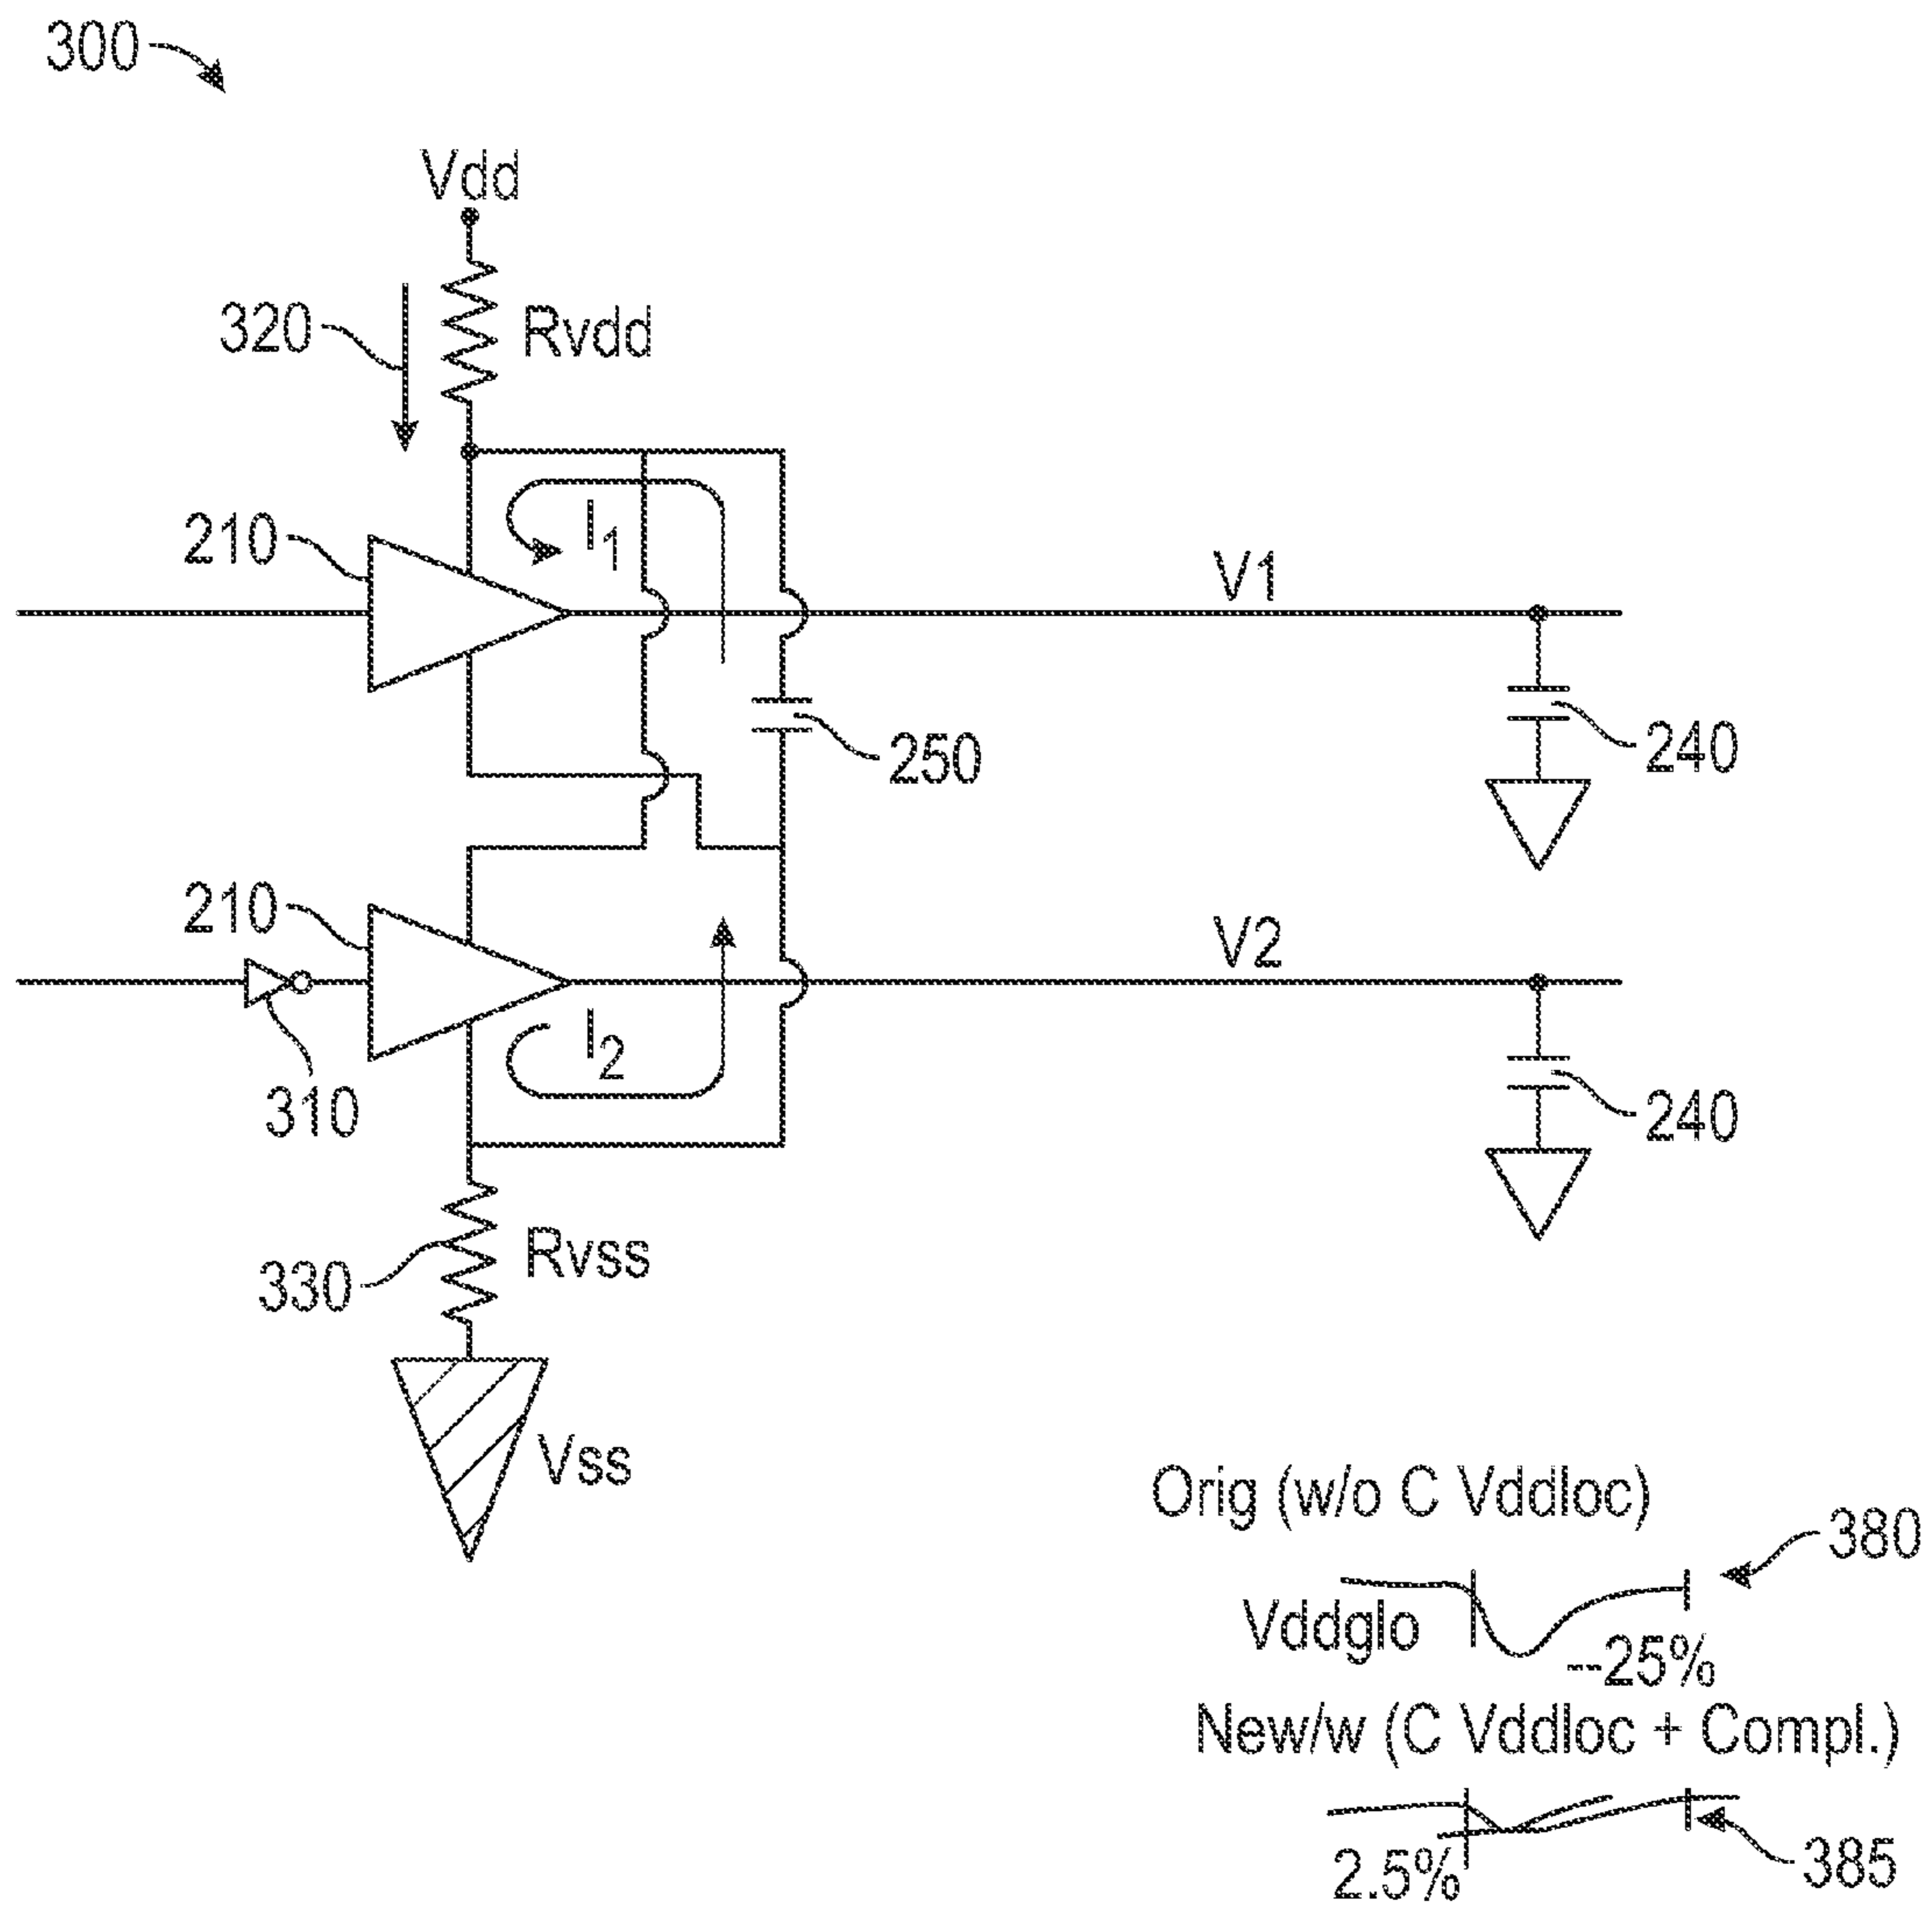 300
Vdd
320
Rvdd
210
I1
V1
250
240
210
V2
I2
310
240
Rvss
330
Vss
Orig (w/o C Vddloc)
380
Vddglo
--25%
New/w (C Vddloc + Compl.)
2.5%
385